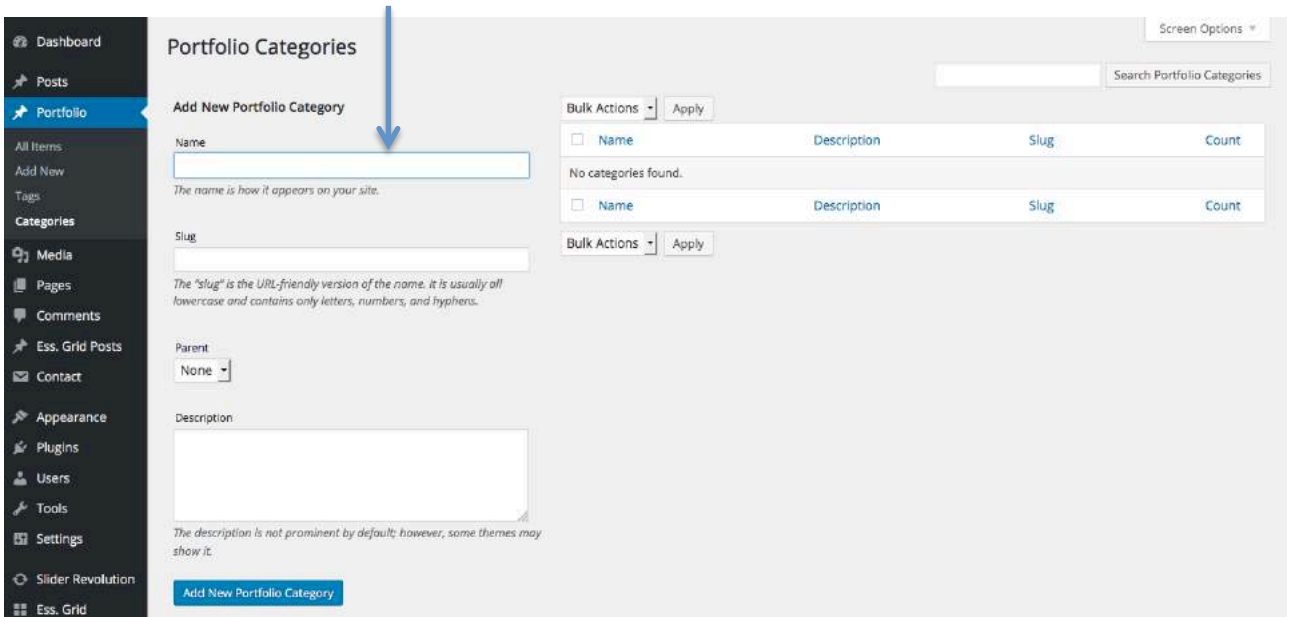 Dashboard
Posts
Portfolio
All Items
Add New
Tags
Categories
Media
Pages
Comments
Ess. Grid Posts
Contact
Appearance
Plugins
Users
Tools
Settings
Slider Revolution
Ess. Grid
Screen Options
Portfolio Categories
Search Portfolio Categories
Add New Portfolio Category
Name
The name is how it appears on your site.
Slug
The "slug" is the URL-friendly version of the name. It is usually all
lowercase and contains only letters, numbers, and hyphens.
Parent
None
Description
The description is not prominent by default; however, some themes may
show it.
Add New Portfolio Category
Bulk Actions Apply
Name Description Slug Count
No categories found.
Name Description Slug Count
Bulk Actions Apply